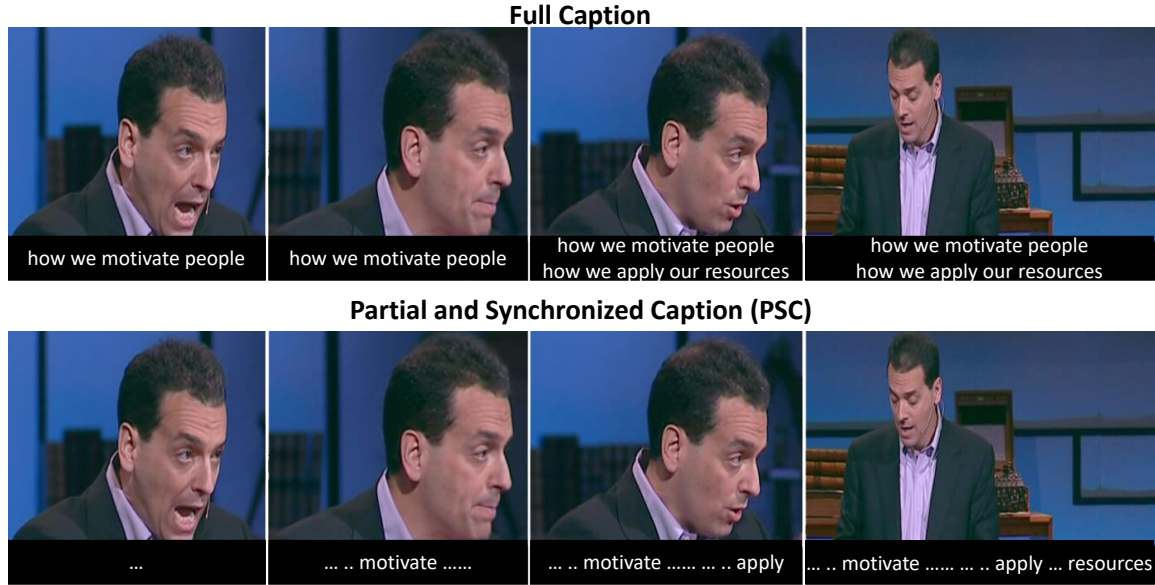 Full Caption
how we motivate people
how we motivate people
how we motivate people
how we apply our resources
how we motivate people
how we apply our resources
Partial and Synchronized Caption (PSC)
...
... .. motivate ......
... .. motivate ...... ... .. apply
... .. motivate ...... ... .. apply ... resources